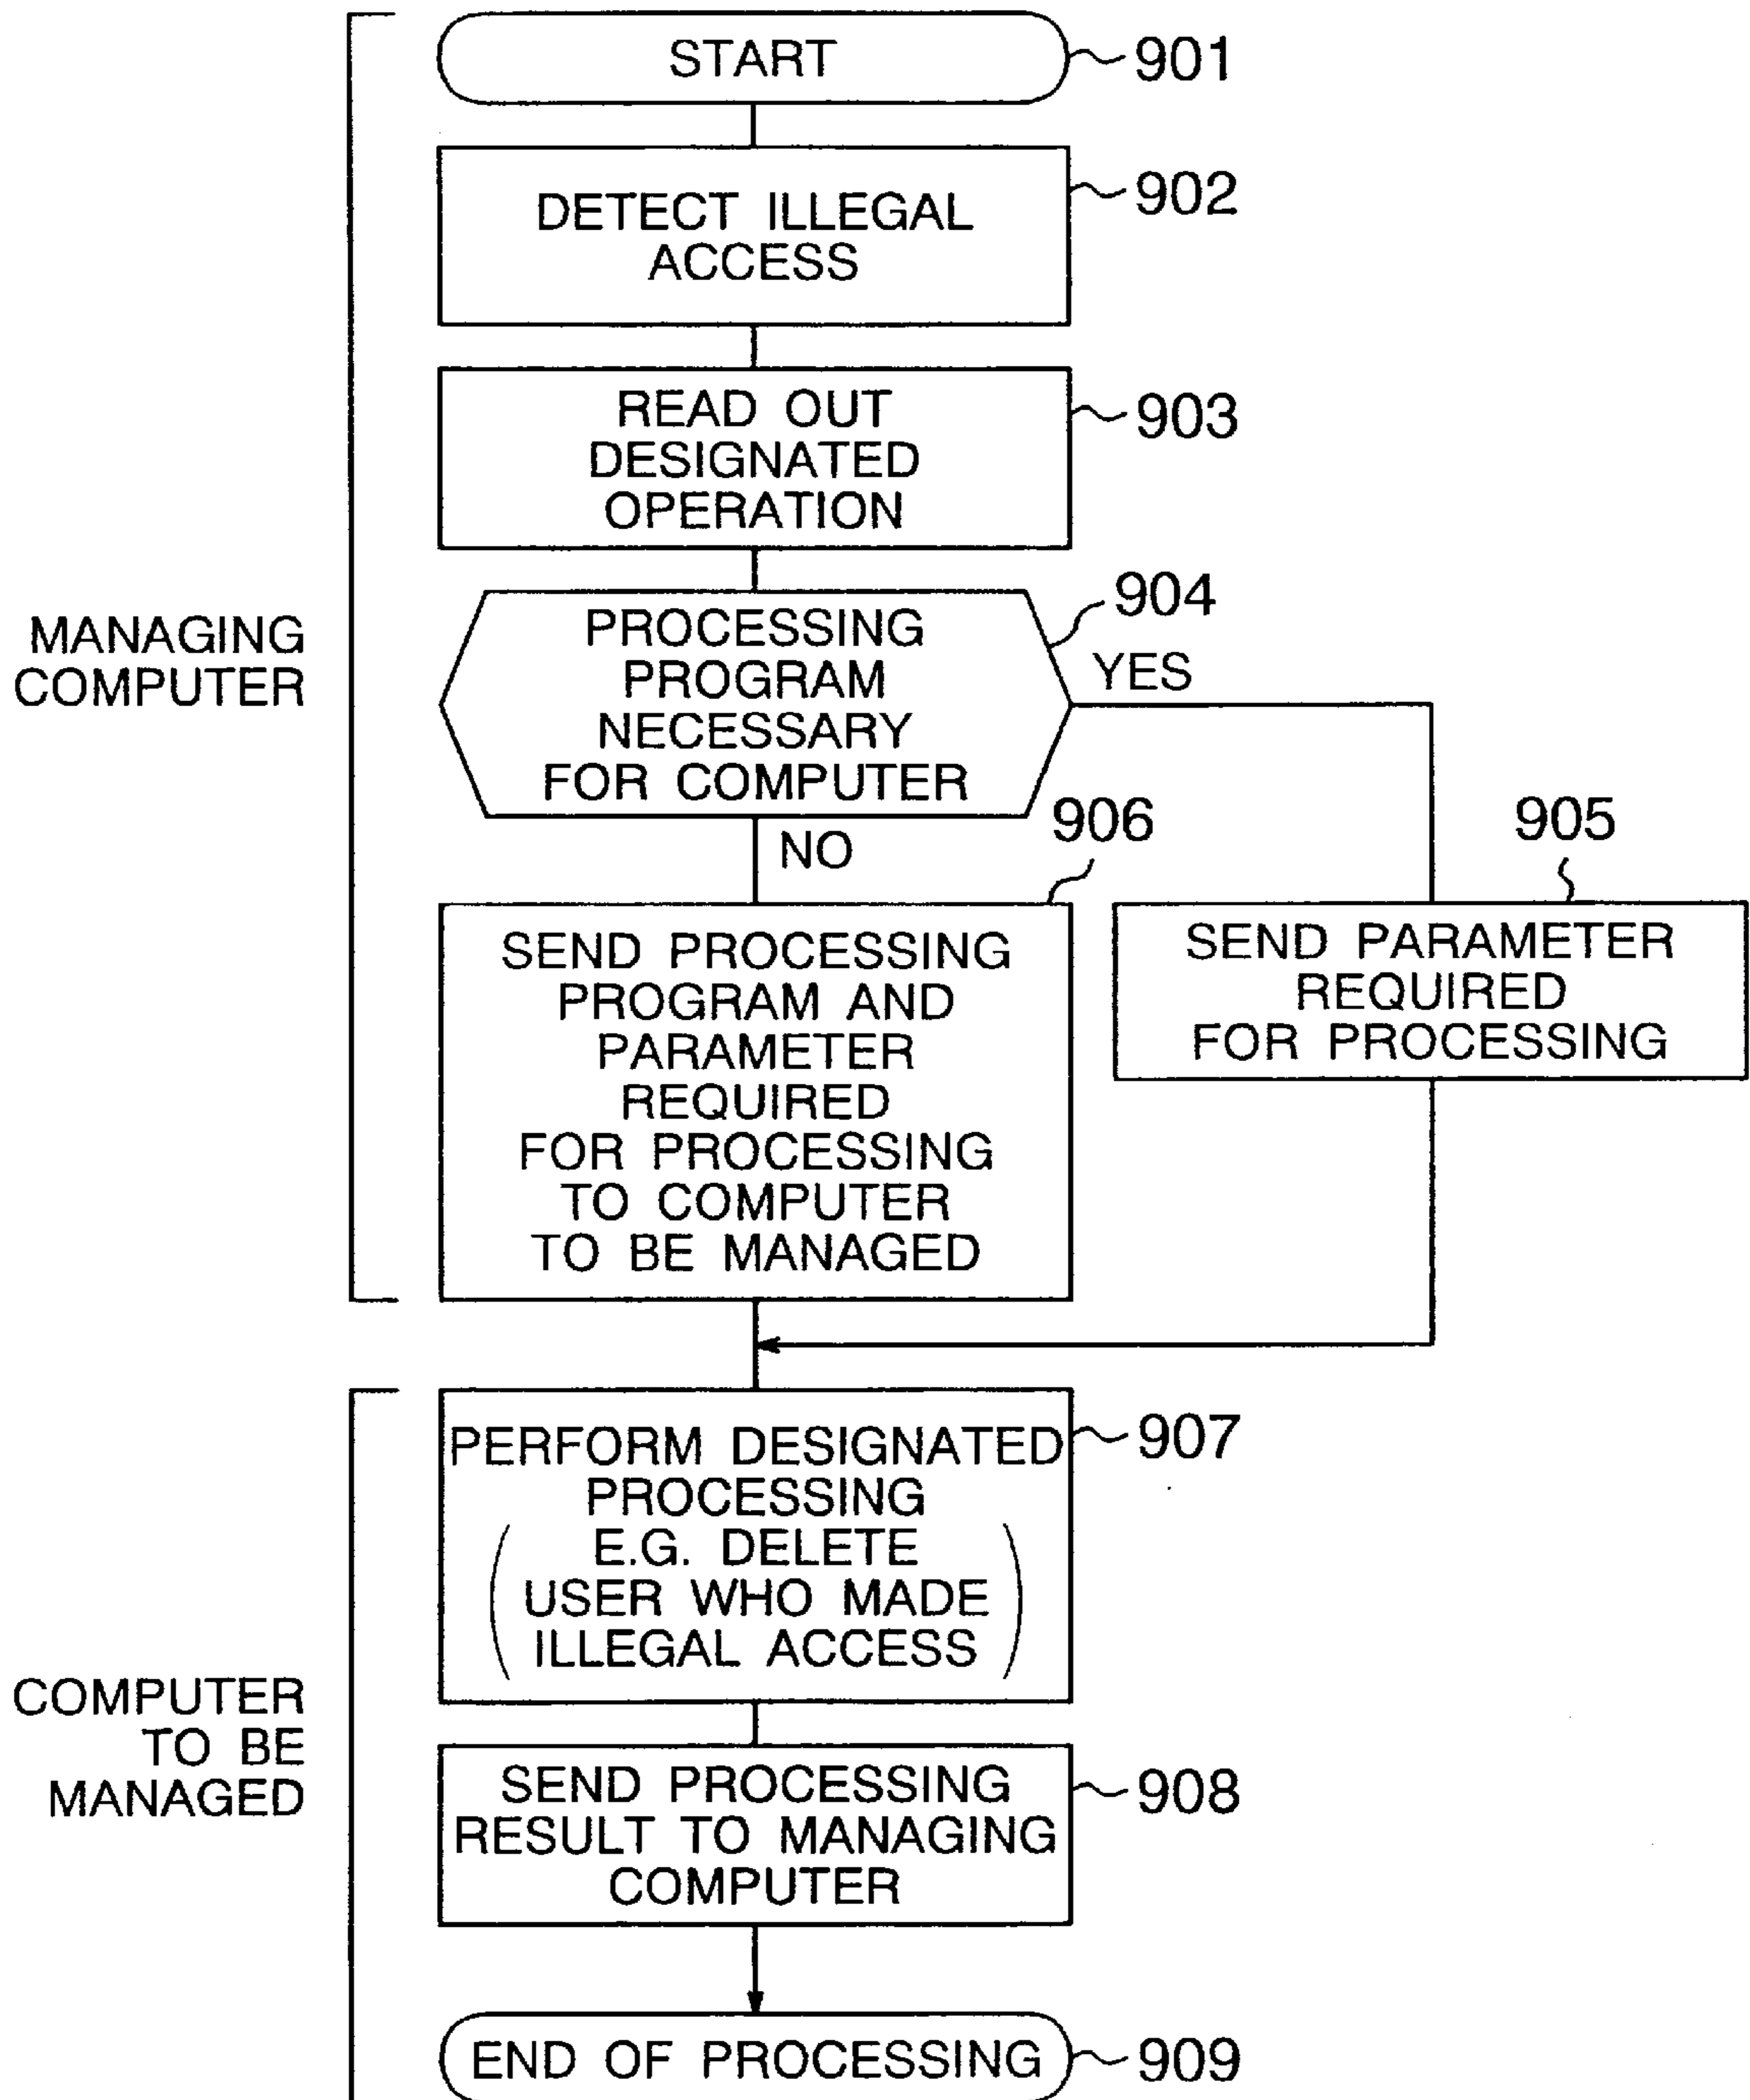 START
901
DETECT ILLEGAL
ACCESS
902
READ OUT
DESIGNATED
OPERATION
903
MANAGING
COMPUTER
PROCESSING
PROGRAM
NECESSARY
FOR COMPUTER
904
YES
NO
906
905
SEND PROCESSING
PROGRAM AND
PARAMETER
REQUIRED
FOR PROCESSING
TO COMPUTER
TO BE MANAGED
SEND PARAMETER
REQUIRED
FOR PROCESSING
COMPUTER
TO BE
MANAGED
PERFORM DESIGNATED
PROCESSING
( E.G. DELETE
USER WHO MADE
ILLEGAL ACCESS )
907
SEND PROCESSING
RESULT TO MANAGING
COMPUTER
908
END OF PROCESSING
909